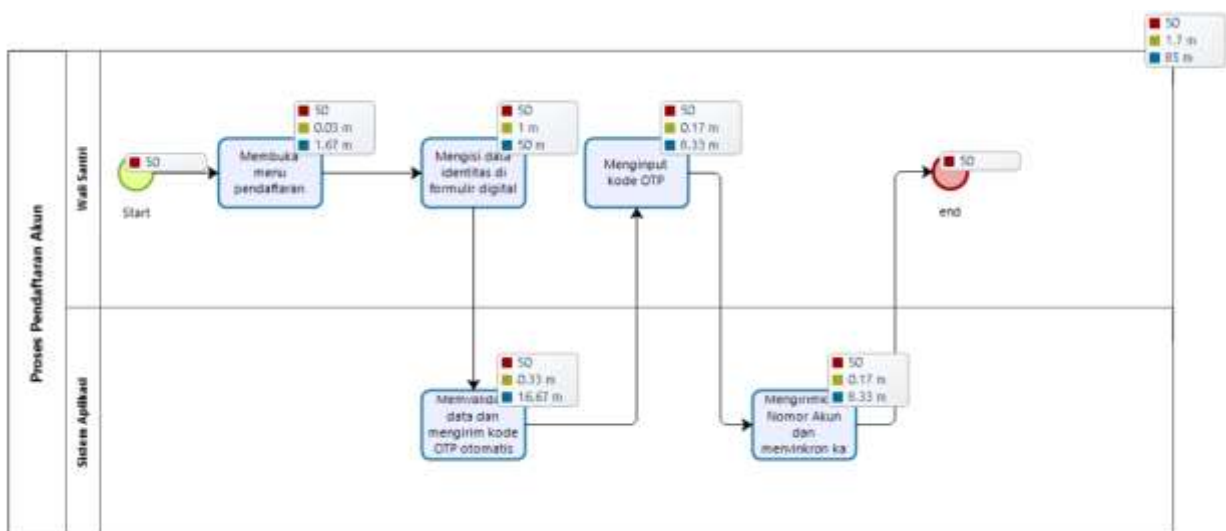 50
1.7 m
85 m
Proses Pendaftaran Akun
Wali Santri
50
Start
Membuka
menu
pendaftaran
50
0.03 m
1.67 m
Mengisi data
identitas di
formulir digital
50
1 m
50 m
Menginput
kode OTP
50
0.17 m
8.33 m
50
end
Sistem Aplikasi
data dan
mengirim kode
OTP otomatis
50
0.33 m
16.67 m
Nomor Akun
dan
menyinkron ka
50
0.17 m
8.33 m